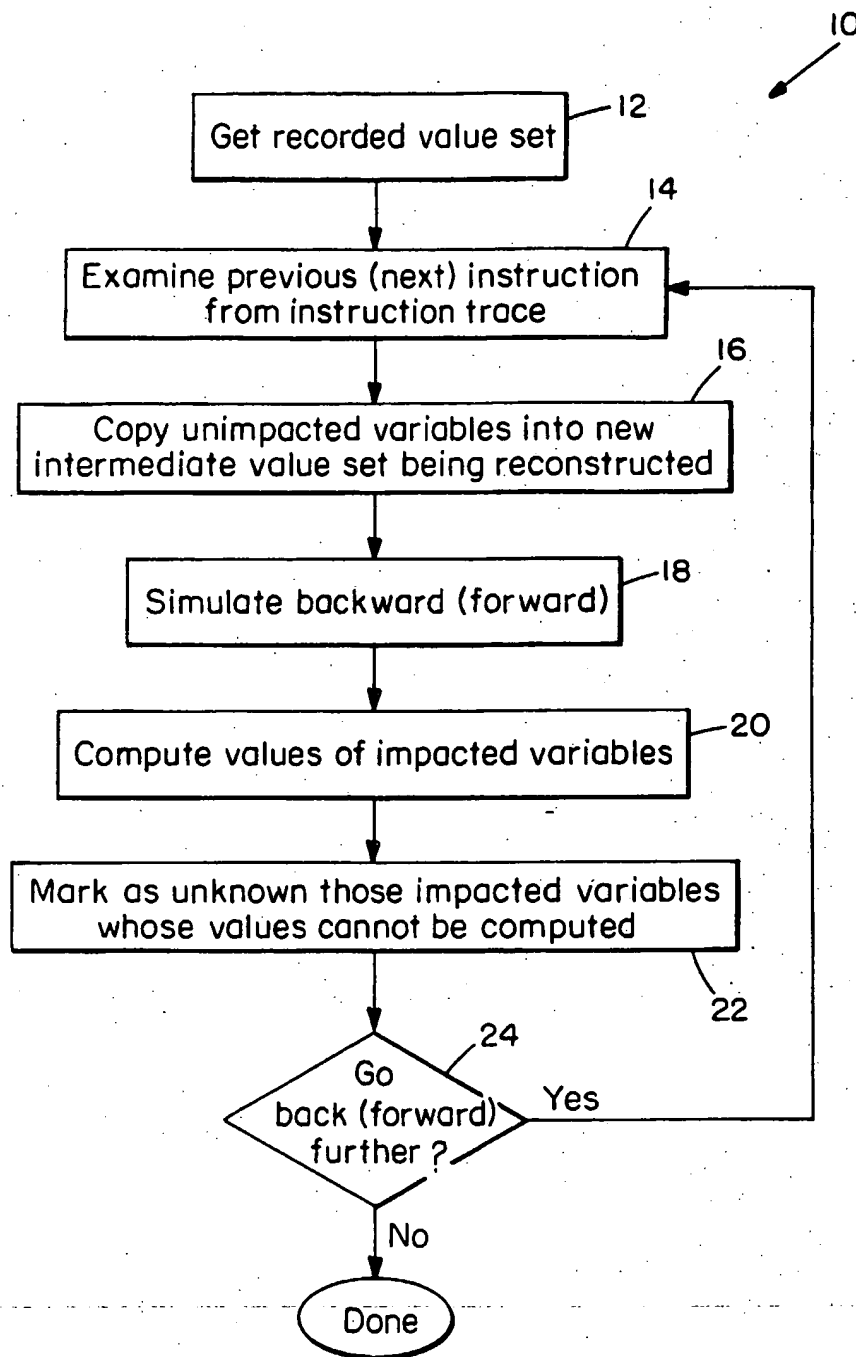 10
12
Get recorded value set
14
Examine previous (next) instruction
from instruction trace
16
Copy unimpacted variables into new
intermediate value set being reconstructed
18
Simulate backward (forward)
20
Compute values of impacted variables
Mark as unknown those impacted variables
whose values cannot be computed
22
24
Go
back (forward)
further ?
Yes
No
Done